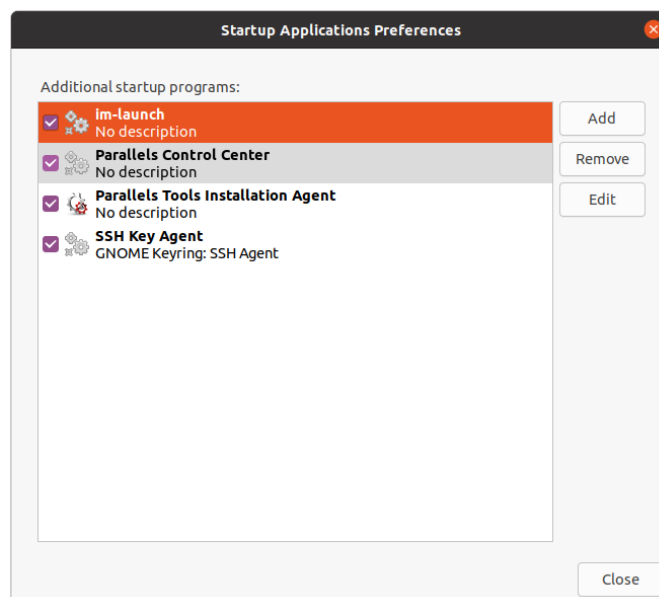 Startup Applications Preferences
Additional startup programs:
im-launch
No description
Parallels Control Center
No description
Parallels Tools Installation Agent
No description
SSH Key Agent
GNOME Keyring: SSH Agent
Add
Remove
Edit
Close